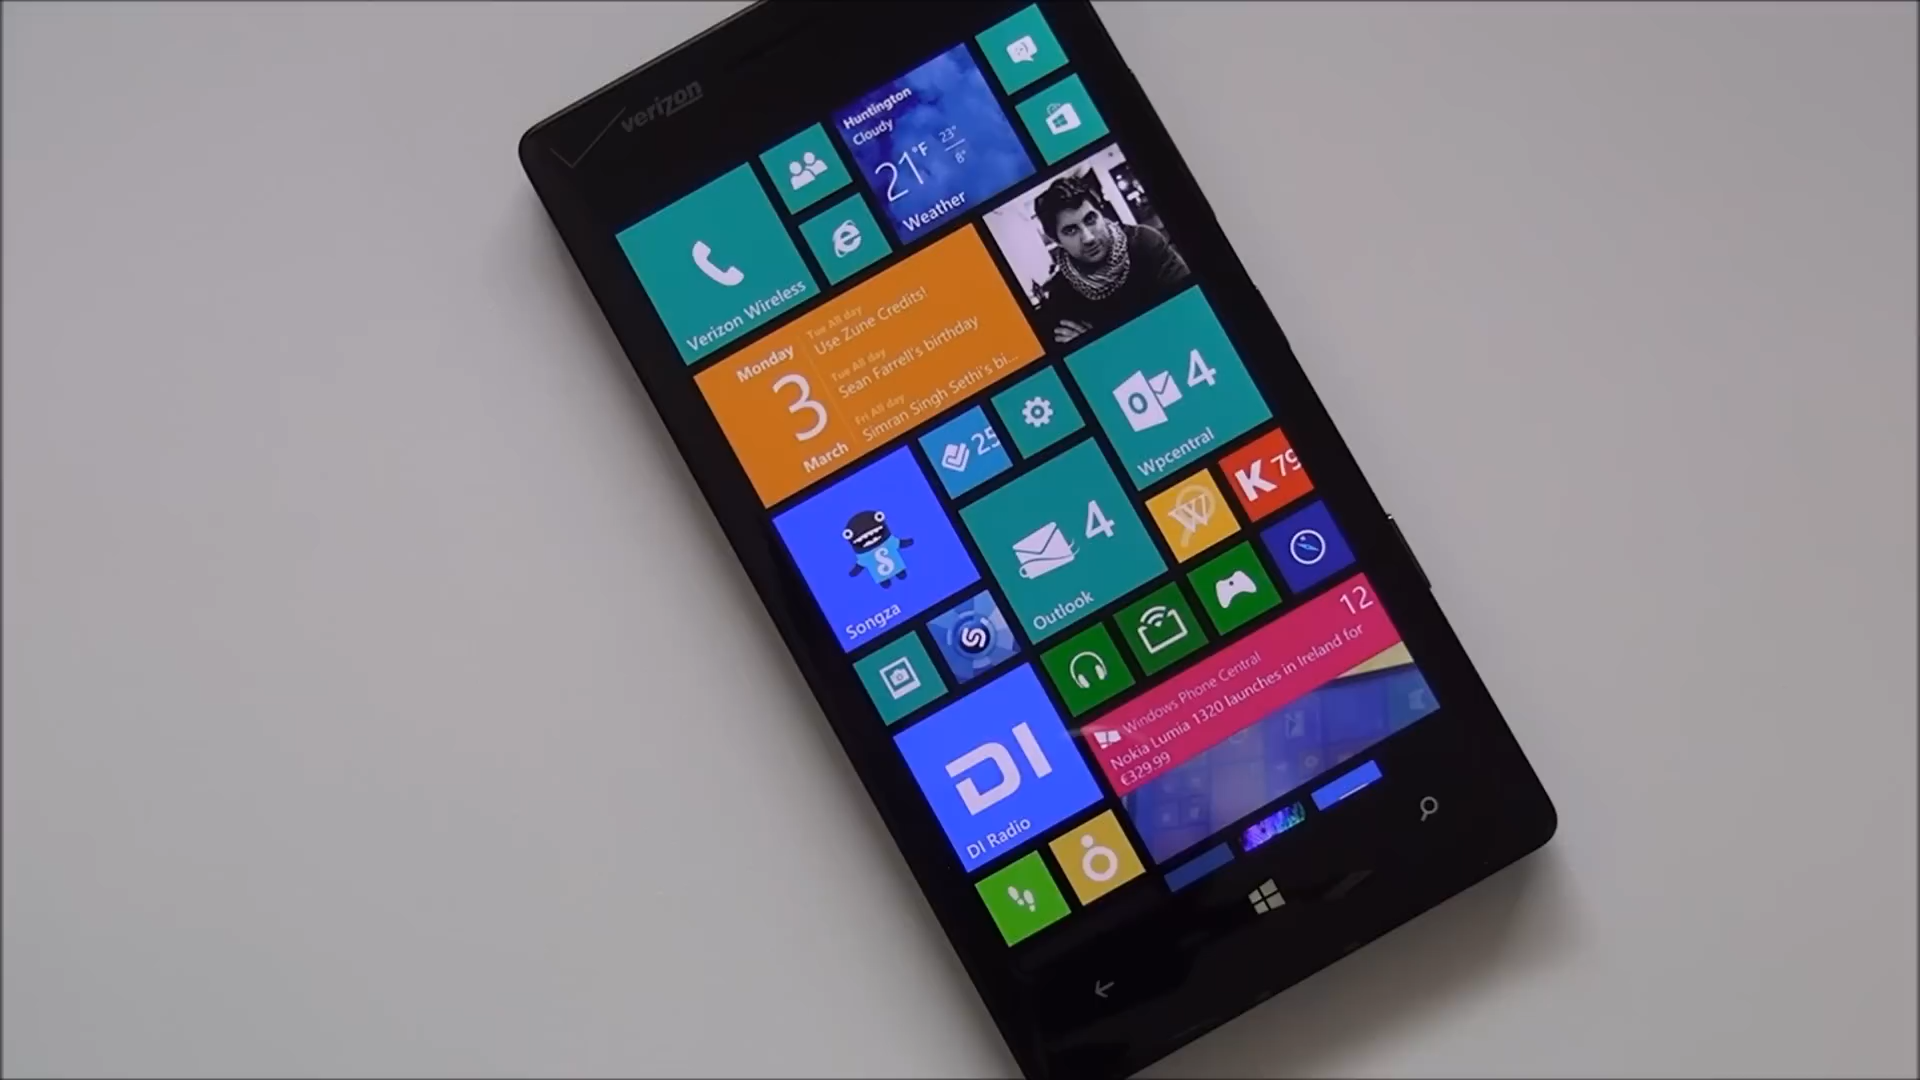 verizon
Huntington
Cloudy
21°F
23°
8°
Weather
Verizon Wireless
Monday
3
March
Tue All day
Use Zune Credits!
Tue All day
Sean Farrell's birthday
Fri All day
Simran Singh Sethi's bi...
25
4
Wpcentral
S
Songza
4
Outlook
W
K 79
12
Windows Phone Central
Nokia Lumia 1320 launches in Ireland for
€329.99
DI
DI Radio